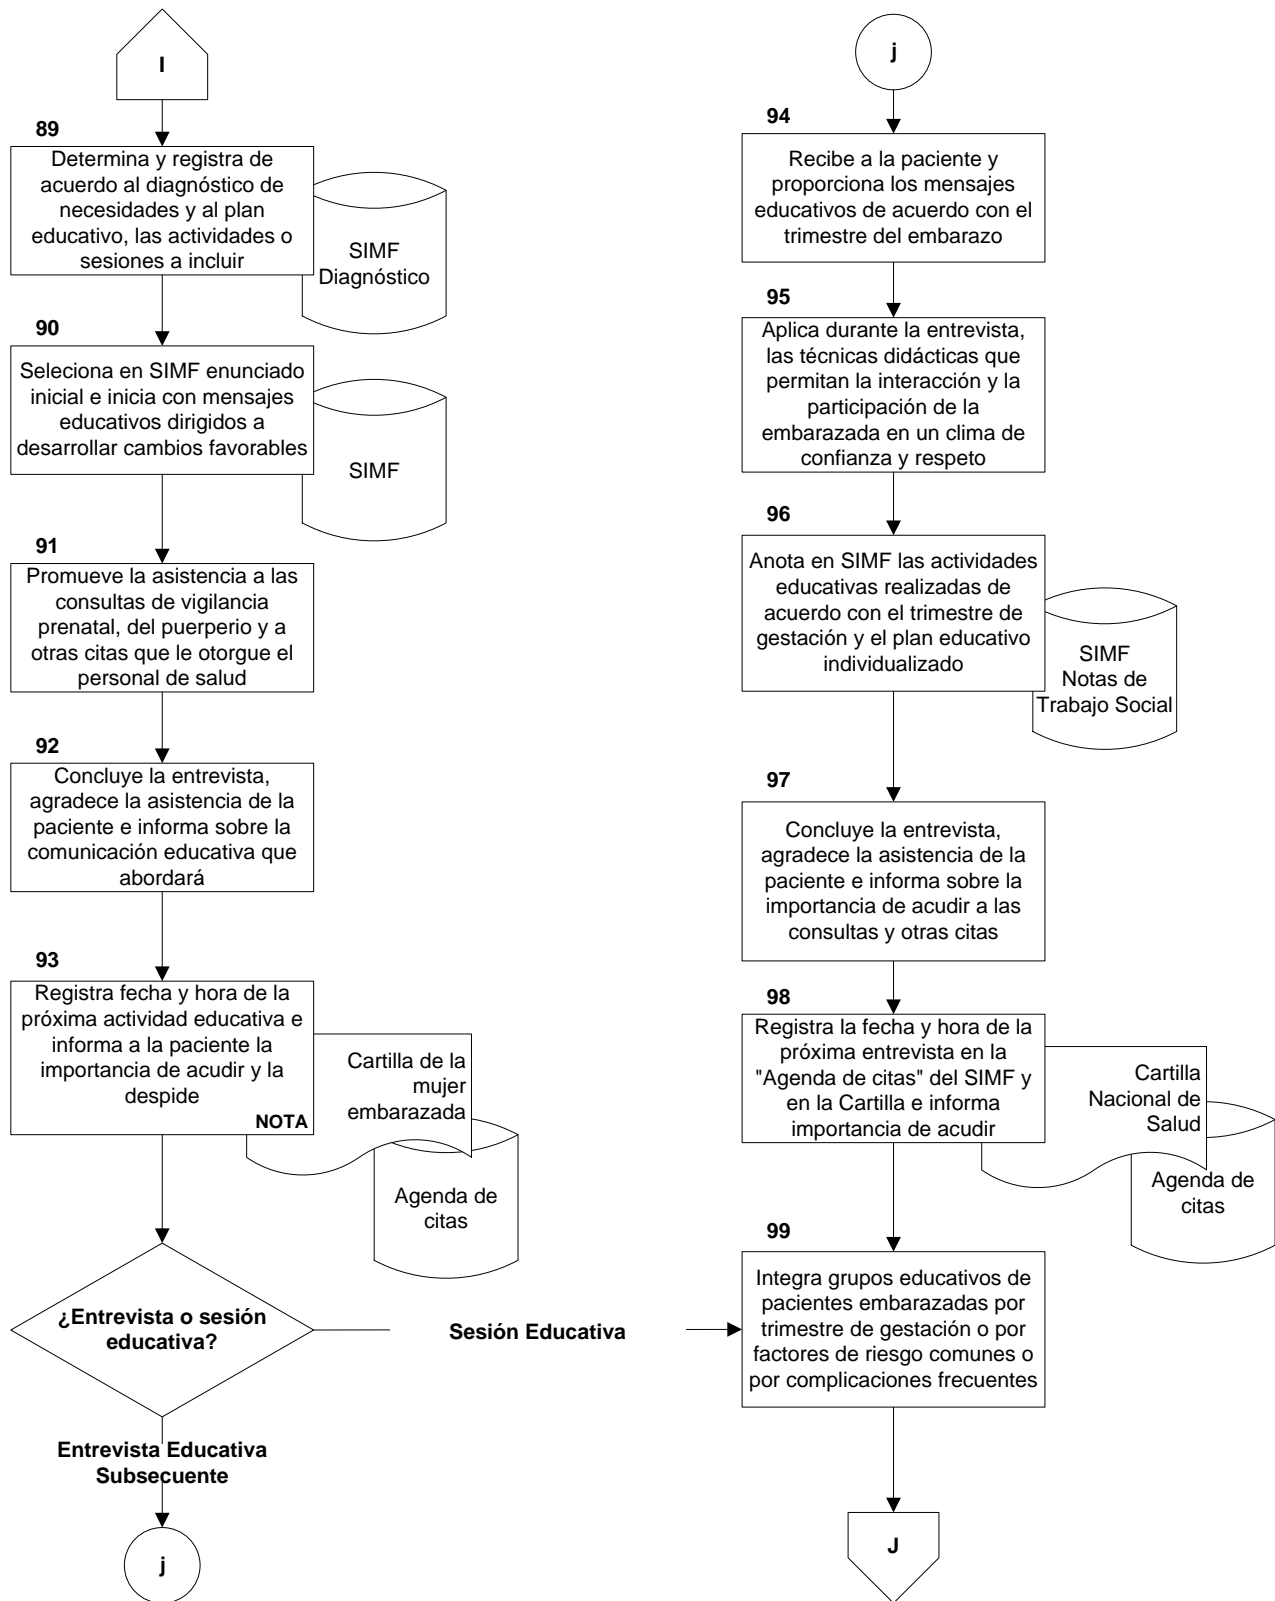 I
89
Determina y registra de
acuerdo al diagnóstico de
necesidades y al plan
educativo, las actividades o
sesiones a incluir
SIMF
Diagnóstico
90
Seleciona en SIMF enunciado
inicial e inicia con mensajes
educativos dirigidos a
desarrollar cambios favorables
SIMF
91
Promueve la asistencia a las
consultas de vigilancia
prenatal, del puerperio y a
otras citas que le otorgue el
personal de salud
92
Concluye la entrevista,
agradece la asistencia de la
paciente e informa sobre la
comunicación educativa que
abordará
93
Registra fecha y hora de la
próxima actividad educativa e
informa a la paciente la
importancia de acudir y la
despide
NOTA
Cartilla de la
mujer
embarazada
Agenda de
citas
¿Entrevista o sesión
educativa?
Sesión Educativa
Entrevista Educativa
Subsecuente
j
j
94
Recibe a la paciente y
proporciona los mensajes
educativos de acuerdo con el
trimestre del embarazo
95
Aplica durante la entrevista,
las técnicas didácticas que
permitan la interacción y la
participación de la
embarazada en un clima de
confianza y respeto
96
Anota en SIMF las actividades
educativas realizadas de
acuerdo con el trimestre de
gestación y el plan educativo
individualizado
SIMF
Notas de
Trabajo Social
97
Concluye la entrevista,
agradece la asistencia de la
paciente e informa sobre la
importancia de acudir a las
consultas y otras citas
98
Registra la fecha y hora de la
próxima entrevista en la
"Agenda de citas" del SIMF y
en la Cartilla e informa
importancia de acudir
Cartilla
Nacional de
Salud
Agenda de
citas
99
Integra grupos educativos de
pacientes embarazadas por
trimestre de gestación o por
factores de riesgo comunes o
por complicaciones frecuentes
J